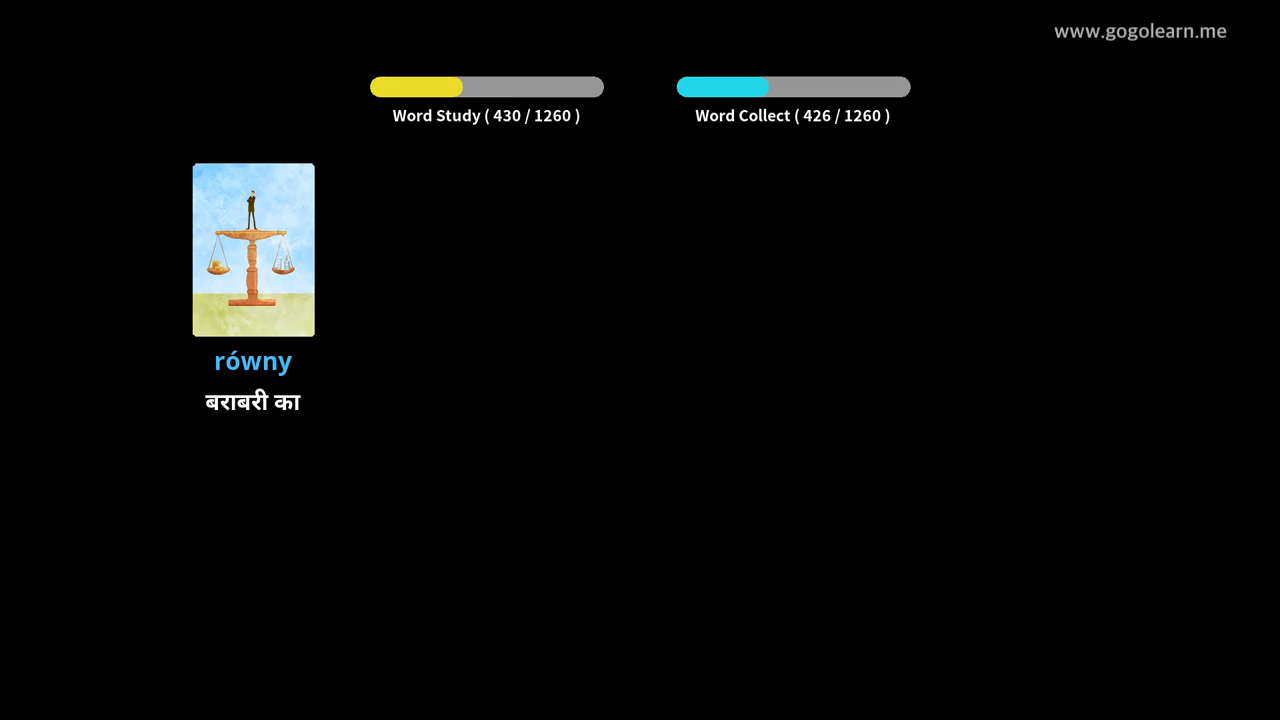 www.gogolearn.me
Word Study ( 430 / 1260 )
Word Collect ( 426 / 1260 )
równy
बराबरी का